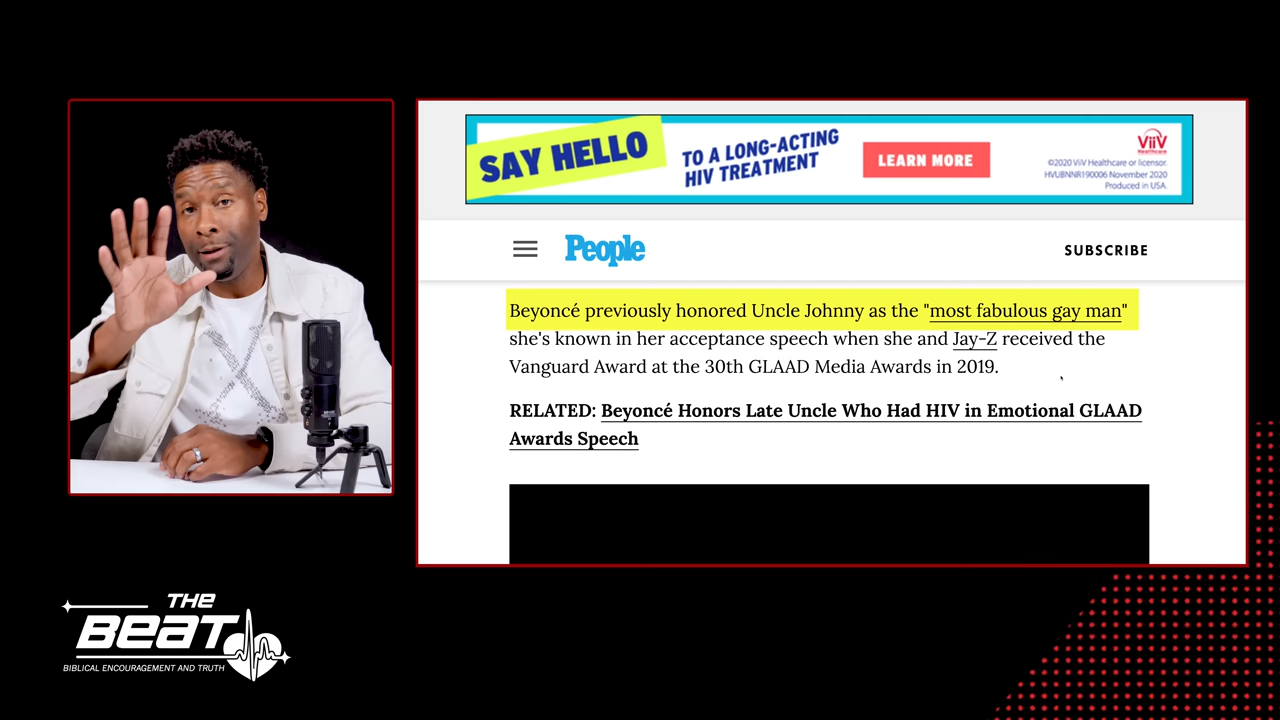 SAY HELLO
TO A LONG-ACTING
HIV TREATMENT
LEARN MORE
ViiV
Healthcare
©2020 ViiV Healthcare or licensor.
HVUBNNR190006 November 2020
Produced in USA.
People
SUBSCRIBE
Beyoncé previously honored Uncle Johnny as the "most fabulous gay man"
she's known in her acceptance speech when she and Jay-Z received the
Vanguard Award at the 30th GLAAD Media Awards in 2019.
RELATED: Beyoncé Honors Late Uncle Who Had HIV in Emotional GLAAD
Awards Speech
THE
BEAT
BIBLICAL ENCOURAGEMENT AND TRUTH